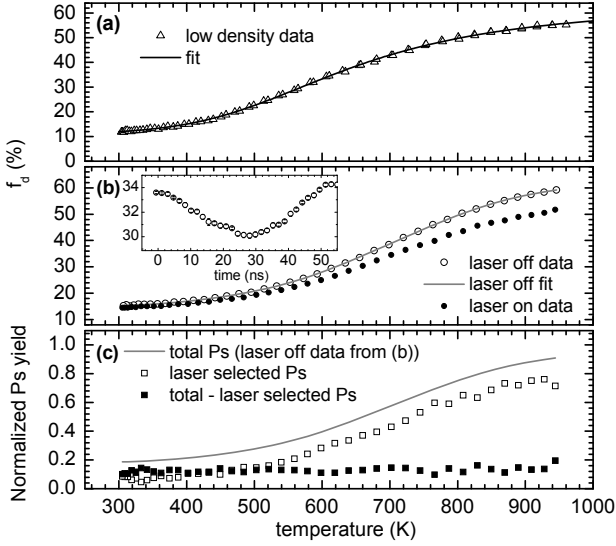 (a)
low density data
fit
60
50
40
30
20
10
0
f_d (%)
(b)
34
32
30
0 10 20 30 40 50
time (ns)
60
50
40
30
20
10
laser off data
laser off fit
laser on data
(c)
total Ps (laser off data from (b))
laser selected Ps
total - laser selected Ps
Normalized Ps yield
1.0
0.8
0.6
0.4
0.2
0.0
300 400 500 600 700 800 900 1000
temperature (K)